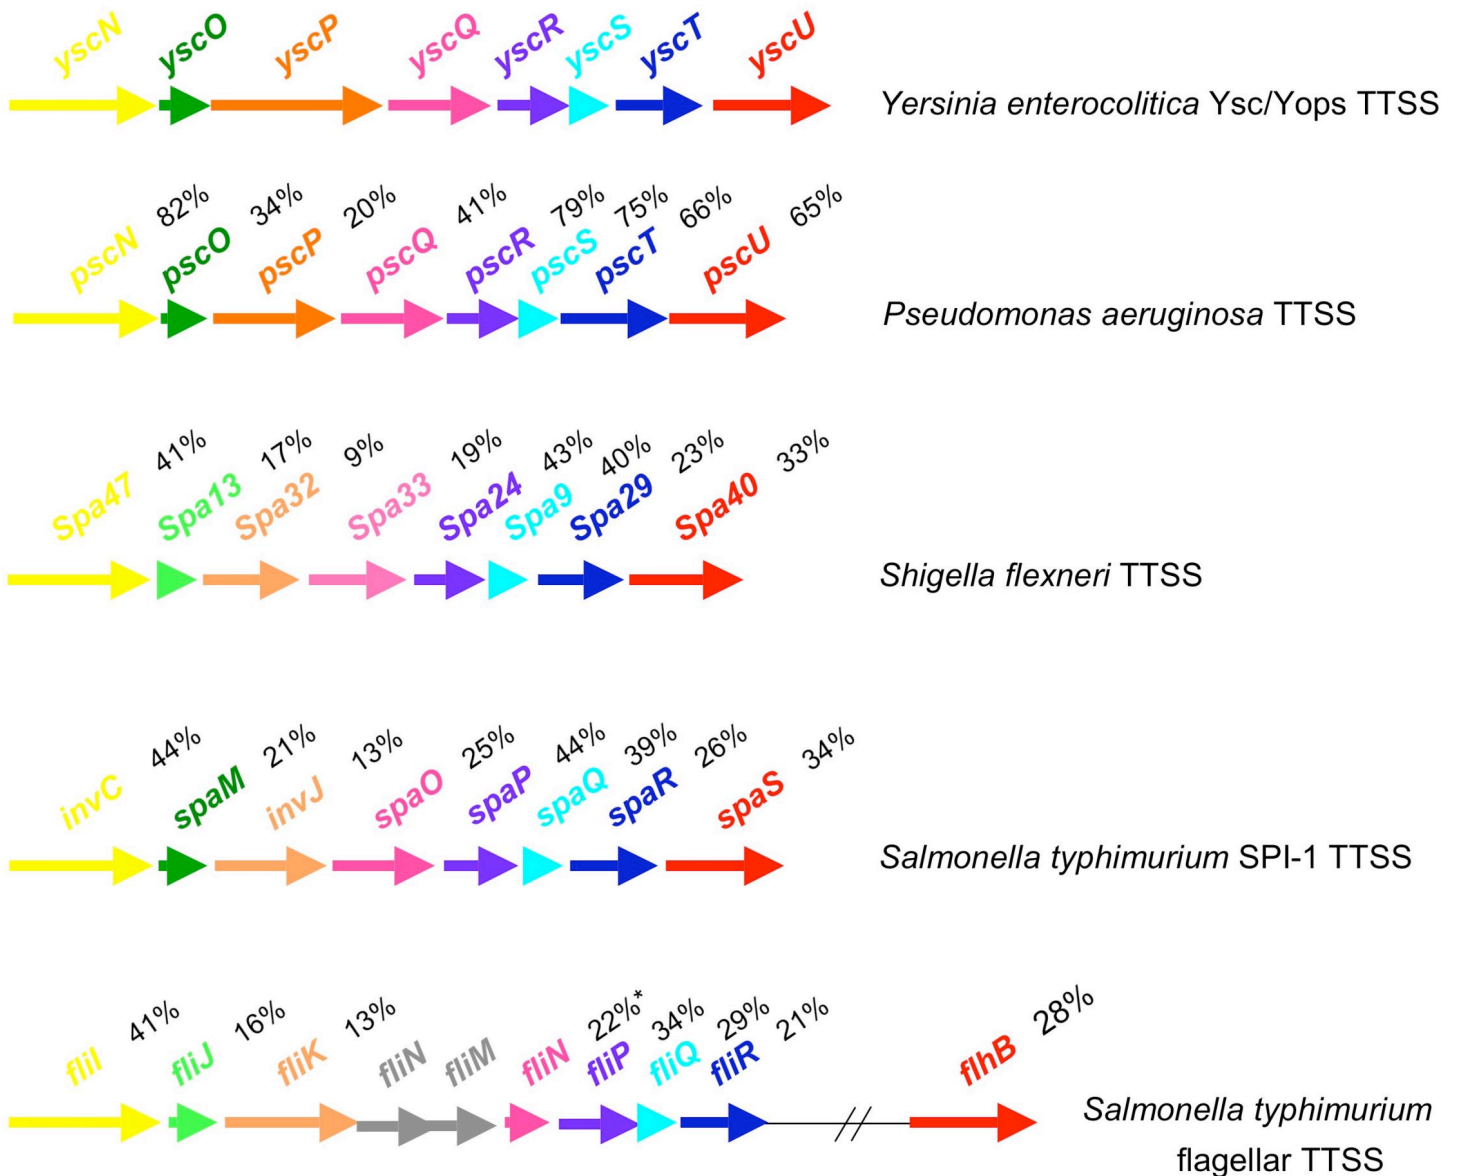 yscN yscO yscP yscQ yscR yscS yscT yscU
Yersinia enterocolitica Ysc/Yops TTSS
82% 34% 20% 41% 79% 75% 66% 65%
pscN pscO pscP pscQ pscR pscS pscT pscU
Pseudomonas aeruginosa TTSS
41% 17% 9% 19% 43% 40% 23% 33%
Spa47 Spa13 Spa32 Spa33 Spa24 Spa9 Spa29 Spa40
Shigella flexneri TTSS
44% 21% 13% 25% 44% 39% 26% 34%
invC spaM invJ spaO spaP spaQ spaR spaS
Salmonella typhimurium SPI-1 TTSS
41% 16% 13% 22%* 34% 29% 21% 28%
fliI fliJ fliK fliN fliM fliN fliP fliQ fliR flhB
Salmonella typhimurium
flagellar TTSS